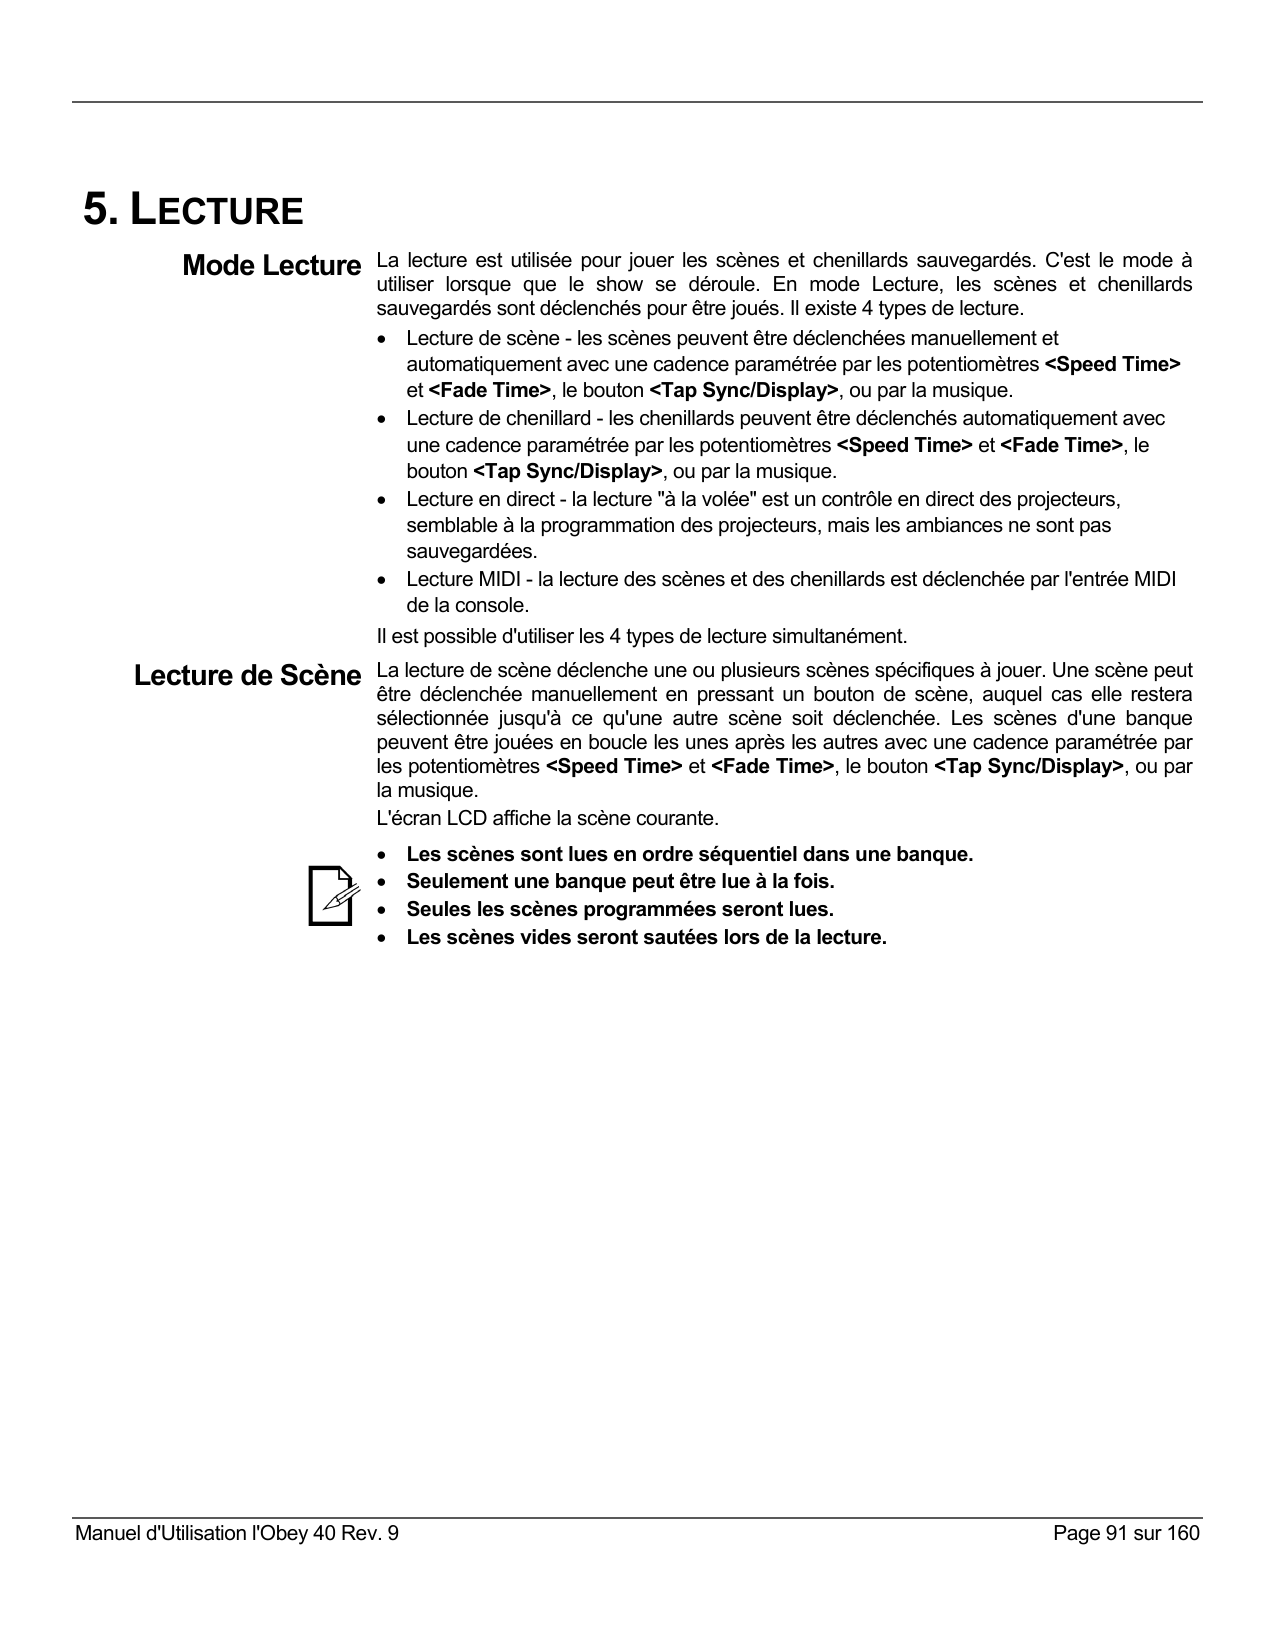 5. LECTURE
Mode Lecture
La lecture est utilisée pour jouer les scènes et chenillards sauvegardés. C'est le mode à
utiliser lorsque que le show se déroule. En mode Lecture, les scènes et chenillards
sauvegardés sont déclenchés pour être joués. Il existe 4 types de lecture.
• Lecture de scène - les scènes peuvent être déclenchées manuellement et
automatiquement avec une cadence paramétrée par les potentiomètres <Speed Time>
et <Fade Time>, le bouton <Tap Sync/Display>, ou par la musique.
• Lecture de chenillard - les chenillards peuvent être déclenchés automatiquement avec
une cadence paramétrée par les potentiomètres <Speed Time> et <Fade Time>, le
bouton <Tap Sync/Display>, ou par la musique.
• Lecture en direct - la lecture "à la volée" est un contrôle en direct des projecteurs,
semblable à la programmation des projecteurs, mais les ambiances ne sont pas
sauvegardées.
• Lecture MIDI - la lecture des scènes et des chenillards est déclenchée par l'entrée MIDI
de la console.
Il est possible d'utiliser les 4 types de lecture simultanément.
Lecture de Scène
La lecture de scène déclenche une ou plusieurs scènes spécifiques à jouer. Une scène peut
être déclenchée manuellement en pressant un bouton de scène, auquel cas elle restera
sélectionnée jusqu'à ce qu'une autre scène soit déclenchée. Les scènes d'une banque
peuvent être jouées en boucle les unes après les autres avec une cadence paramétrée par
les potentiomètres <Speed Time> et <Fade Time>, le bouton <Tap Sync/Display>, ou par
la musique.
L'écran LCD affiche la scène courante.
• Les scènes sont lues en ordre séquentiel dans une banque.
• Seulement une banque peut être lue à la fois.
• Seules les scènes programmées seront lues.
• Les scènes vides seront sautées lors de la lecture.
Manuel d'Utilisation l'Obey 40 Rev. 9
Page 91 sur 160